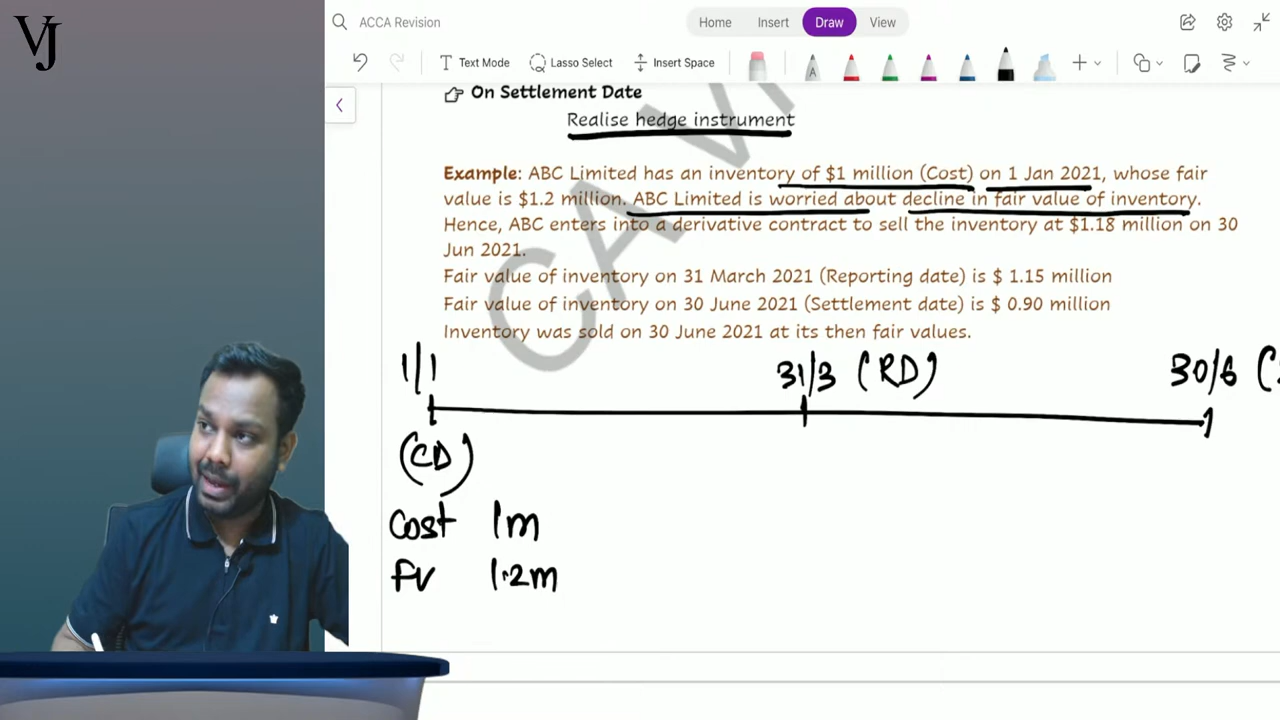 VJ
ACCA Revision
Home Insert Draw View
Text Mode Lasso Select Insert Space
On Settlement Date
Realise hedge instrument
Example: ABC Limited has an inventory of $1 million (Cost) on 1 Jan 2021, whose fair
value is $1.2 million. ABC Limited is worried about decline in fair value of inventory.
Hence, ABC enters into a derivative contract to sell the inventory at $1.18 million on 30
Jun 2021.
Fair value of inventory on 31 March 2021 (Reporting date) is $ 1.15 million
Fair value of inventory on 30 June 2021 (Settlement date) is $ 0.90 million
Inventory was sold on 30 June 2021 at its then fair values.
1/1 31/3 (RD) 30/6 (
(CD)
Cost 1m
FV 1.2m
CA